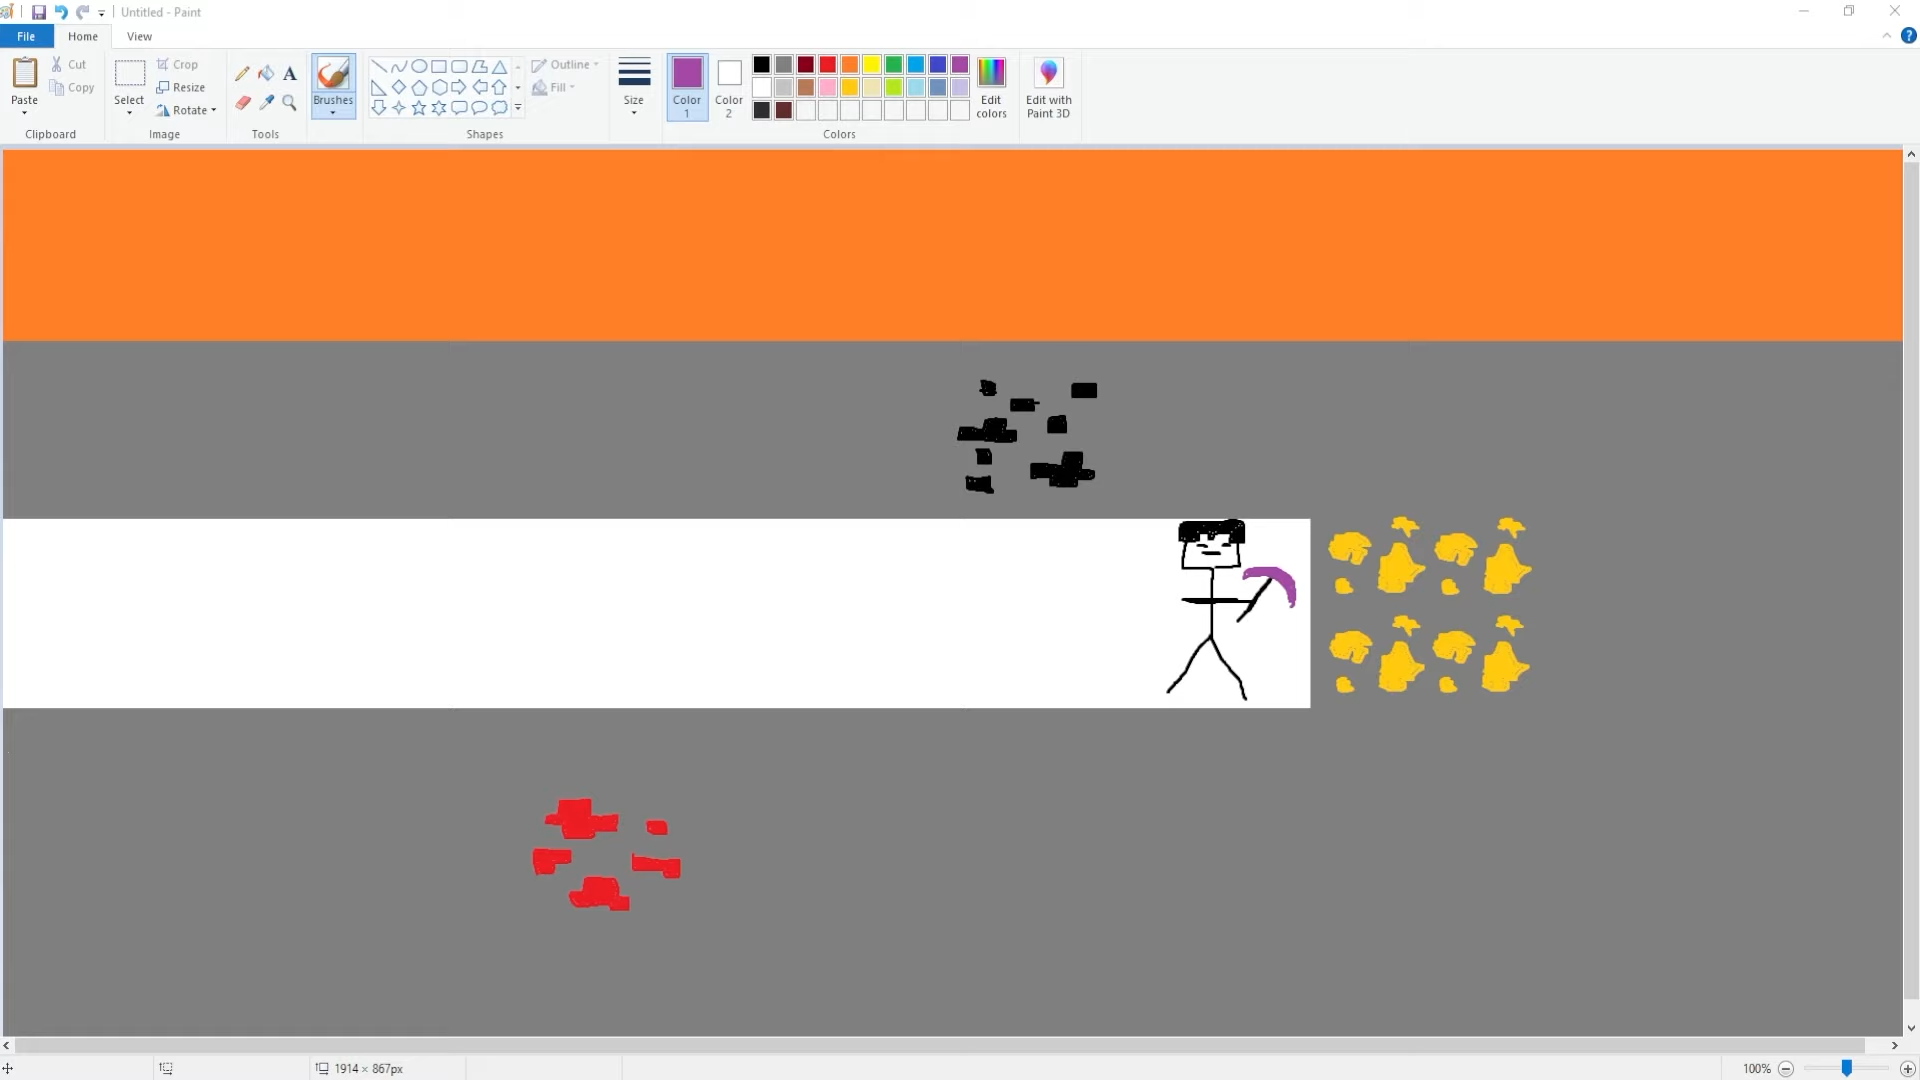 Untitled - Paint
File Home View
Paste
Cut
Copy
Clipboard
Select
Crop
Resize
Rotate
Image
A
Tools
Brushes
Outline
Fill
Shapes
Size
Color 1
Color 2
Edit colors
Colors
Edit with Paint 3D
?
1914 × 867px
100%